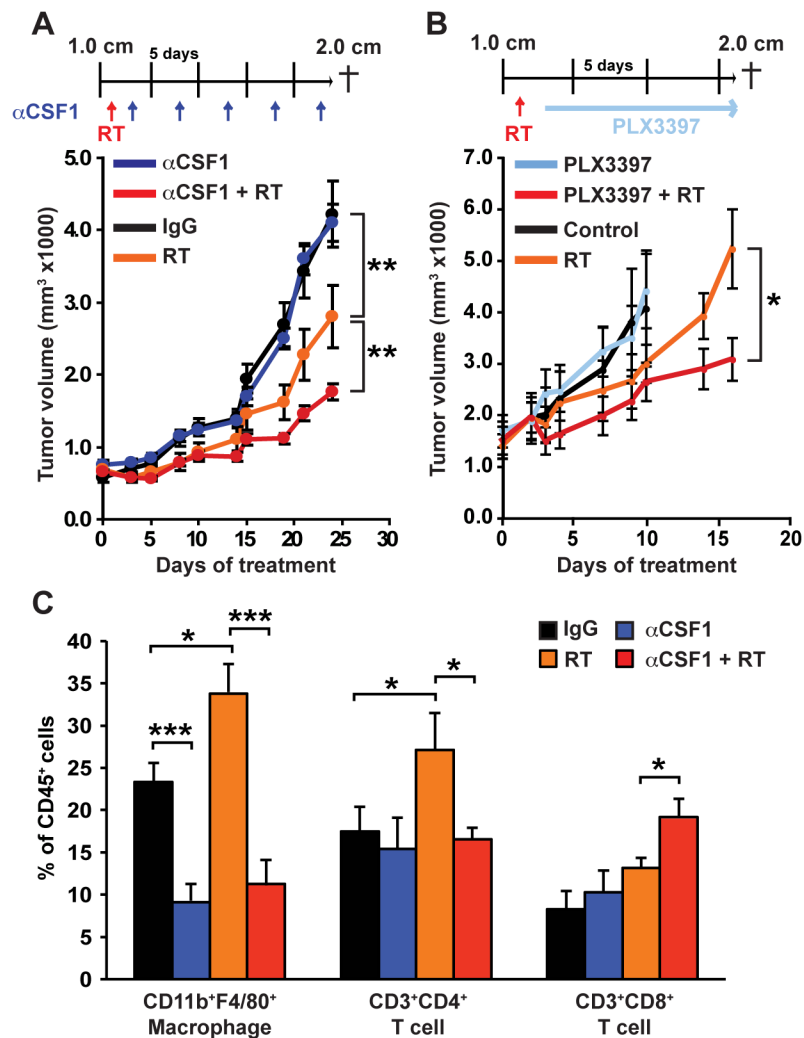 A
1.0 cm
5 days
2.0 cm
†
αCSF1
RT
αCSF1
αCSF1 + RT
IgG
RT
**
**
Tumor volume (mm³ x1000)
5.0
4.0
3.0
2.0
1.0
0.0
0 5 10 15 20 25 30
Days of treatment
B
1.0 cm
5 days
2.0 cm
†
RT
PLX3397
PLX3397
PLX3397 + RT
Control
RT
*
Tumor volume (mm³ x1000)
7.0
6.0
5.0
4.0
3.0
2.0
1.0
0.0
0 5 10 15 20
Days of treatment
C
IgG
αCSF1
RT
αCSF1 + RT
% of CD45⁺ cells
40
35
30
25
20
15
10
5
0
*
***
***
*
*
*
CD11b⁺F4/80⁺
Macrophage
CD3⁺CD4⁺
T cell
CD3⁺CD8⁺
T cell